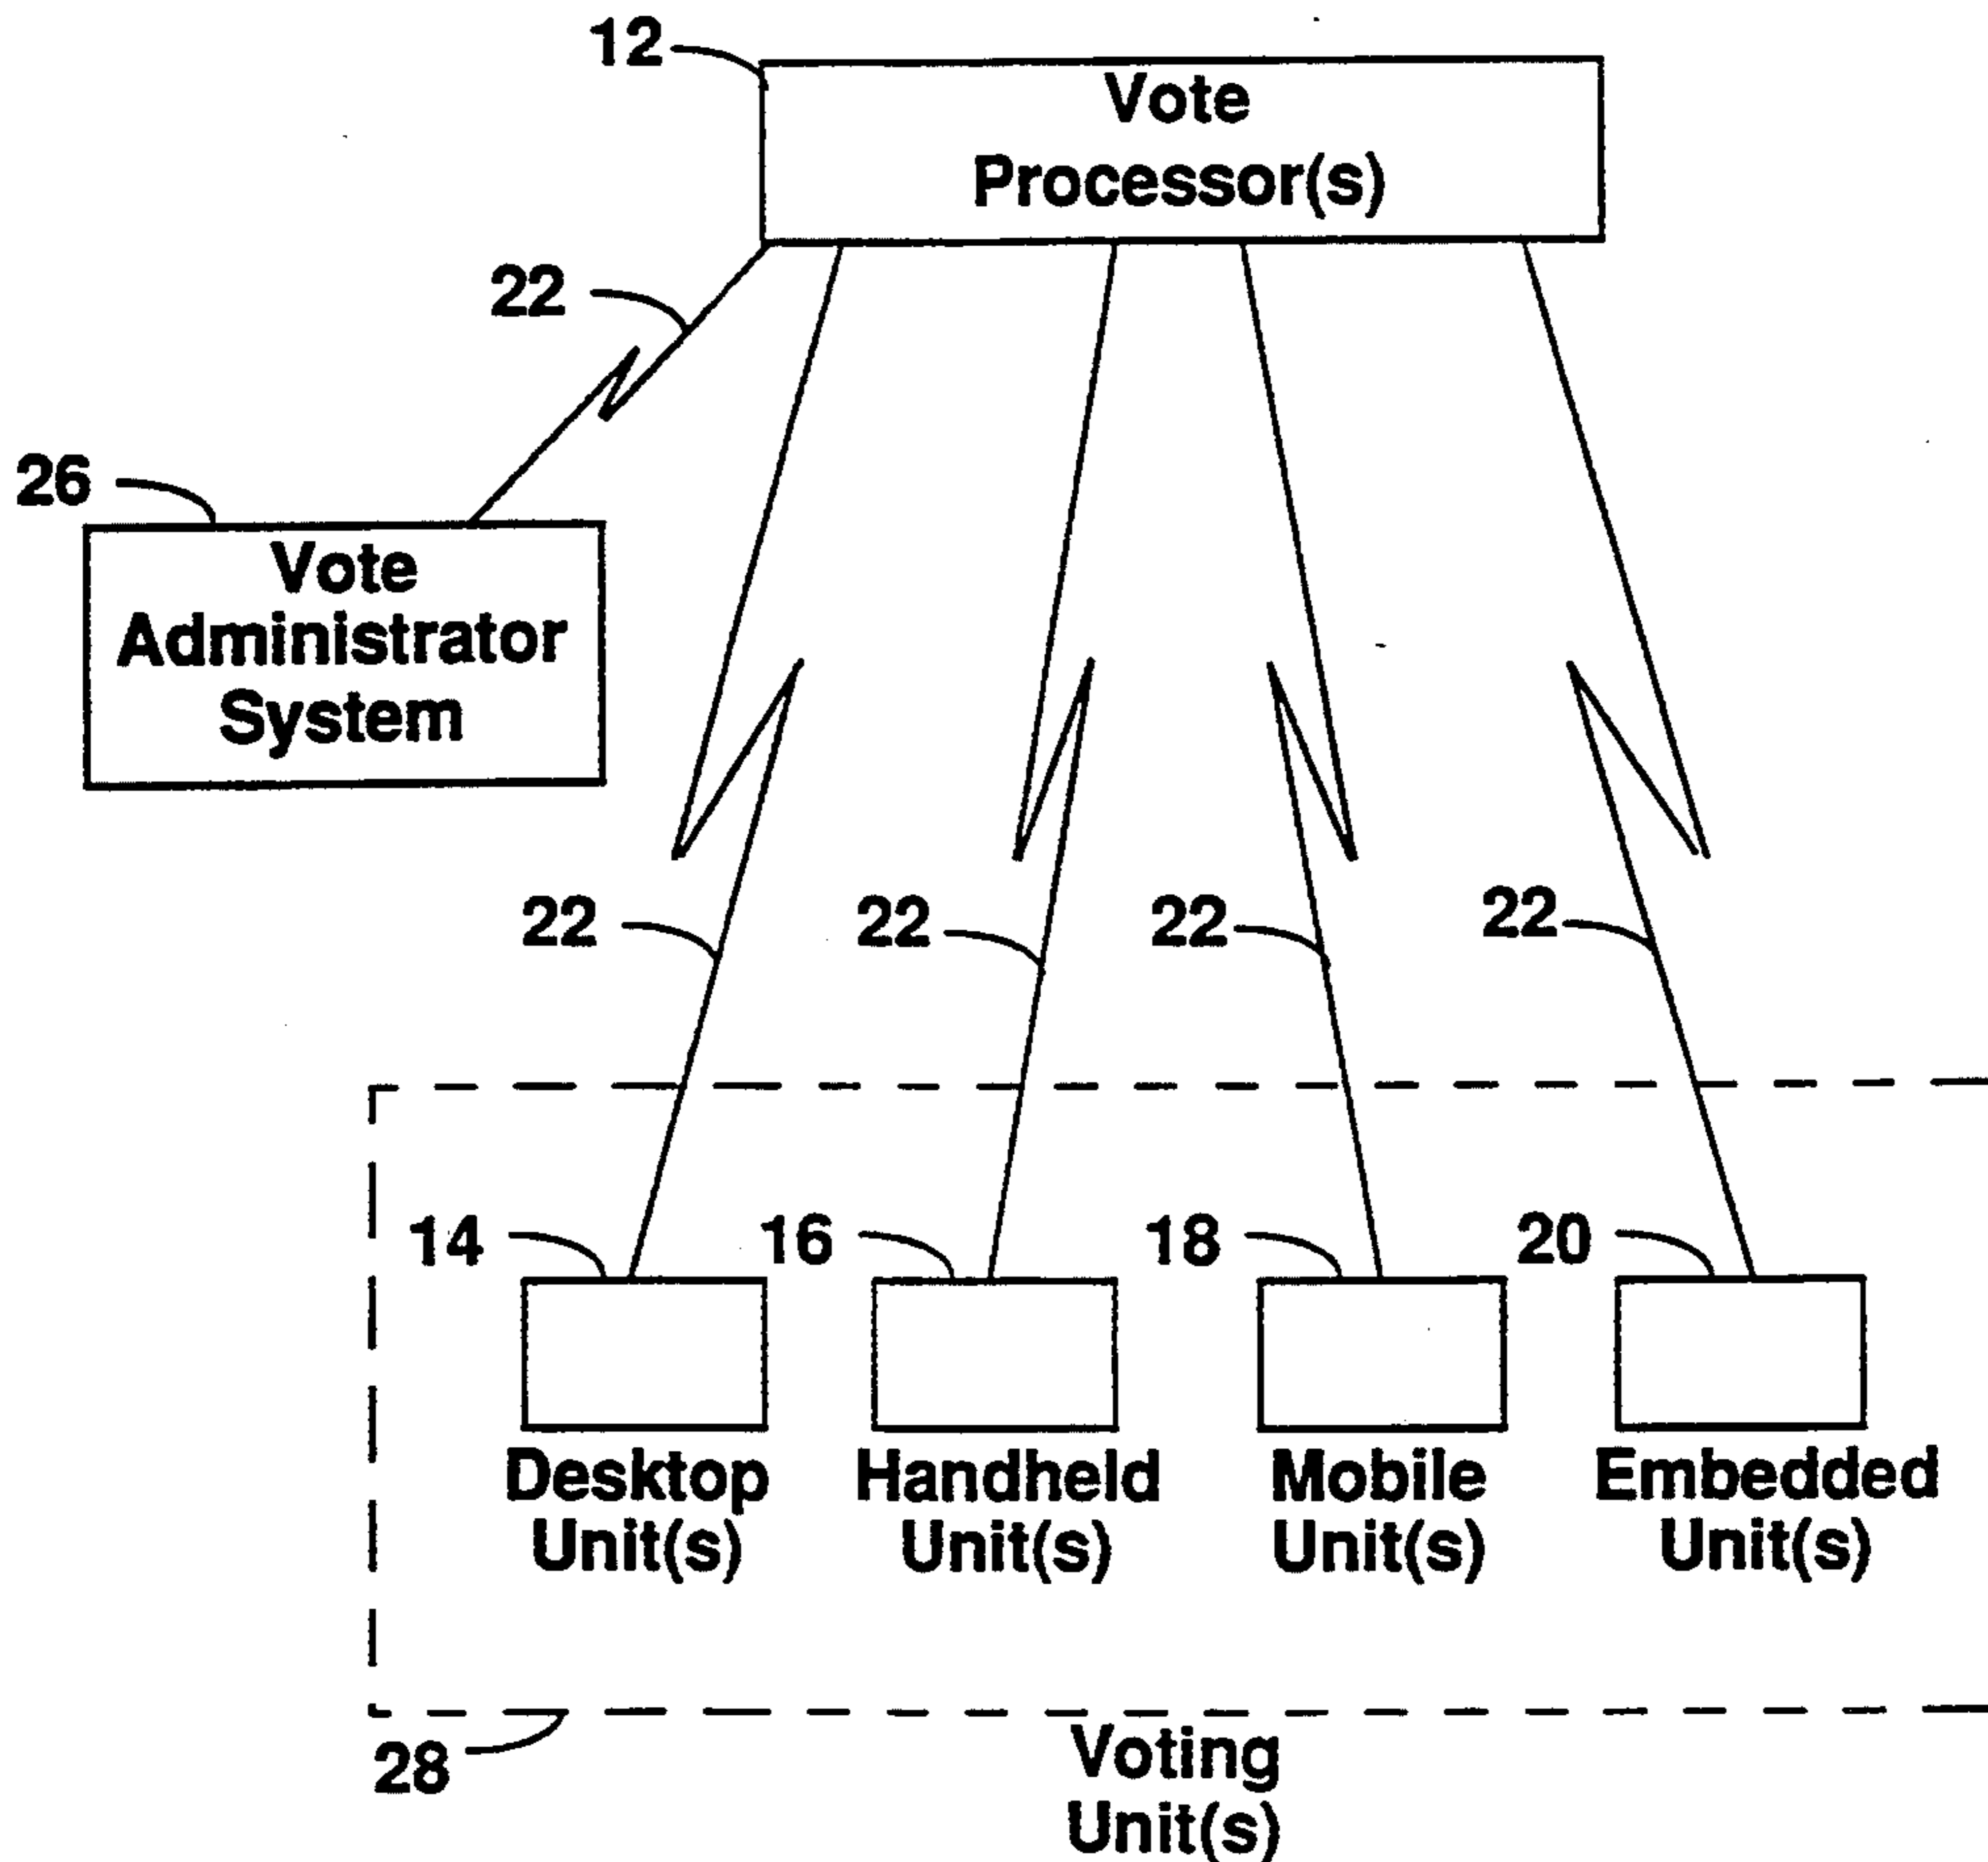 12
Vote
Processor(s)
22
26
Vote
Administrator
System
22
22
22
22
14
16
18
20
Desktop
Unit(s)
Handheld
Unit(s)
Mobile
Unit(s)
Embedded
Unit(s)
28
Voting
Unit(s)